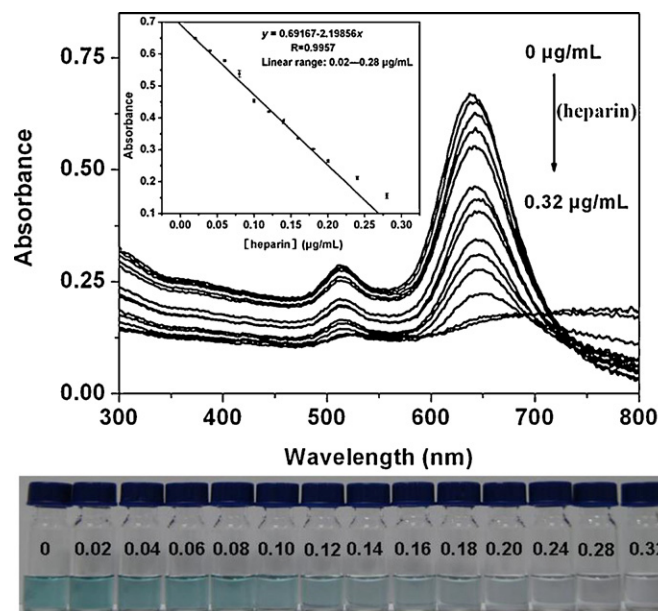 0.75
0.50
0.25
0.00
Absorbance
300 400 500 600 700 800
Wavelength (nm)
0 µg/mL
(heparin)
0.32 µg/mL
0.7
0.6
0.5
0.4
0.3
0.2
0.1
Absorbance
y = 0.69167-2.19856x
R=0.9957
Linear range: 0.02—0.28 µg/mL
0.00 0.05 0.10 0.15 0.20 0.25 0.30
[heparin] (µg/mL)
0 0.02 0.04 0.06 0.08 0.10 0.12 0.14 0.16 0.18 0.20 0.24 0.28 0.32